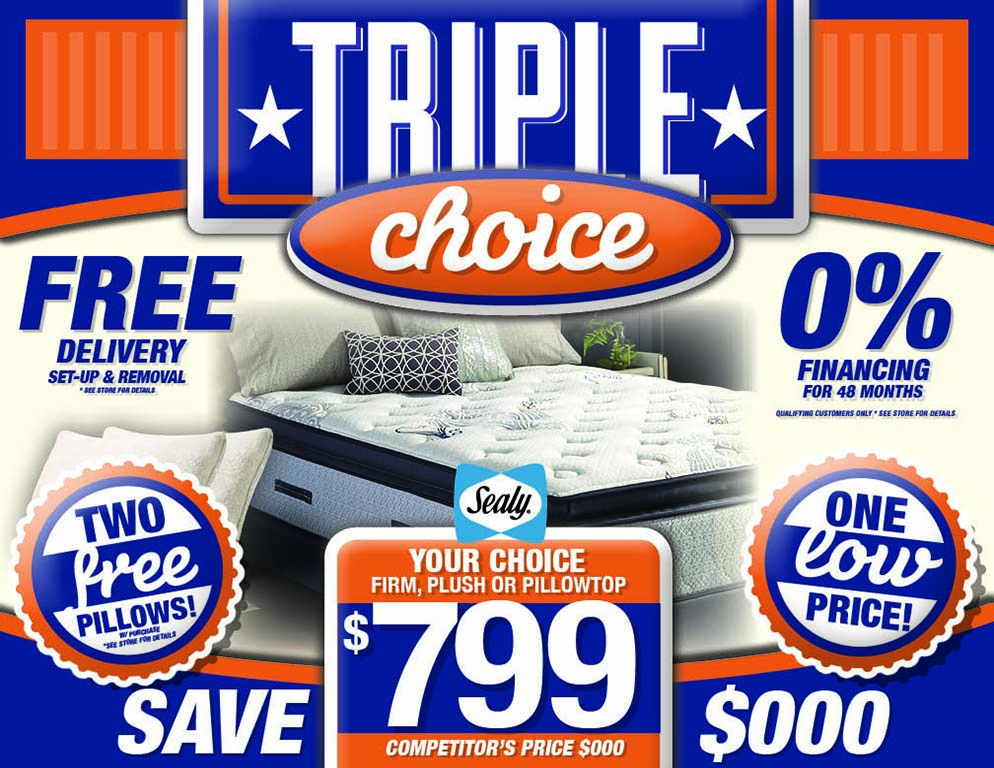 TRIPLE
choice
FREE
DELIVERY
SET-UP & REMOVAL
* SEE STORE FOR DETAILS
0%
FINANCING
FOR 48 MONTHS
QUALIFYING CUSTOMERS ONLY * SEE STORE FOR DETAILS
TWO
free
PILLOWS!
W/ PURCHASE
*SEE STORE FOR DETAILS
Sealy.
YOUR CHOICE
FIRM, PLUSH OR PILLOWTOP
$799
COMPETITOR'S PRICE $000
ONE
low
PRICE!
SAVE $000